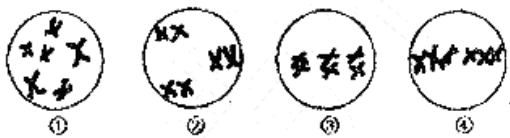 ① ② ③ ④